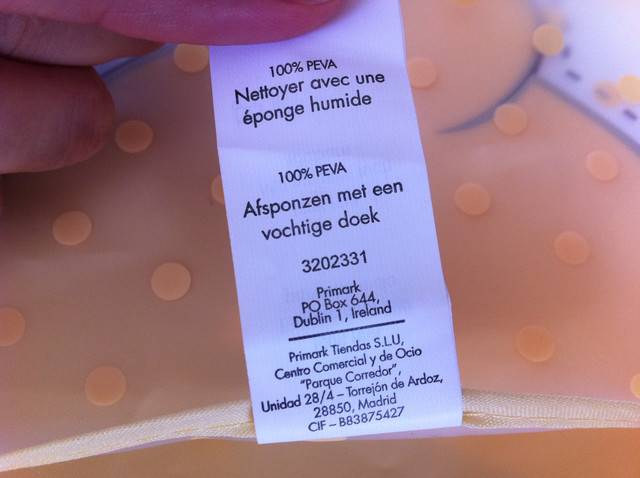 100% PEVA
Nettoyer avec une
éponge humide
100% PEVA
Afsponzen met een
vochtige doek
3202331
Primark
PO Box 644,
Dublin 1, Ireland
Primark Tiendas S.L.U,
Centro Comercial y de Ocio
"Parque Corredor",
Unidad 28/4 – Torrejón de Ardoz,
28850, Madrid
CIF – B83875427